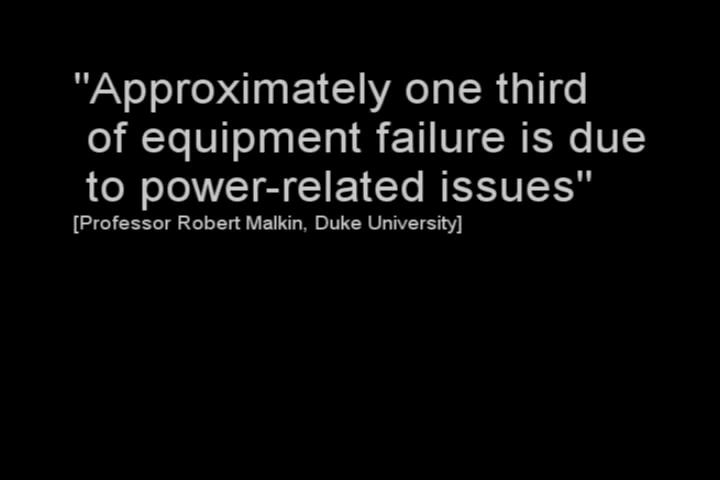 "Approximately one third
of equipment failure is due
to power-related issues"
[Professor Robert Malkin, Duke University]